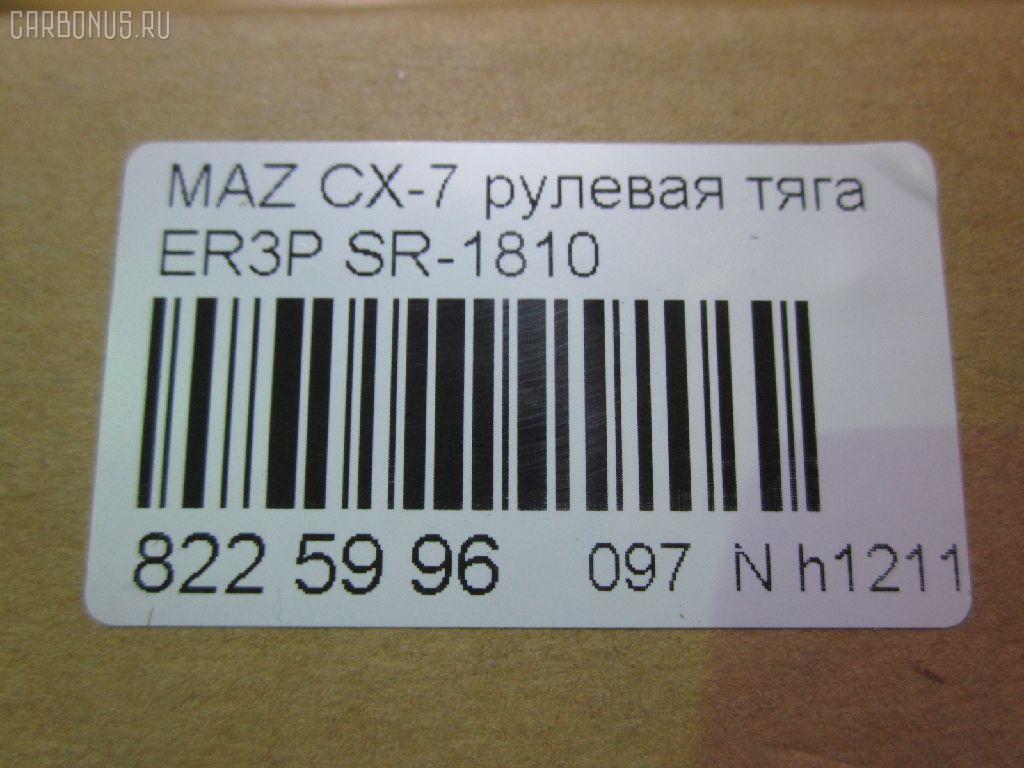 CARBONUS.RU
MAZ CX-7 рулевая тяга
ER3P SR-1810
822 59 96 097 N h1211